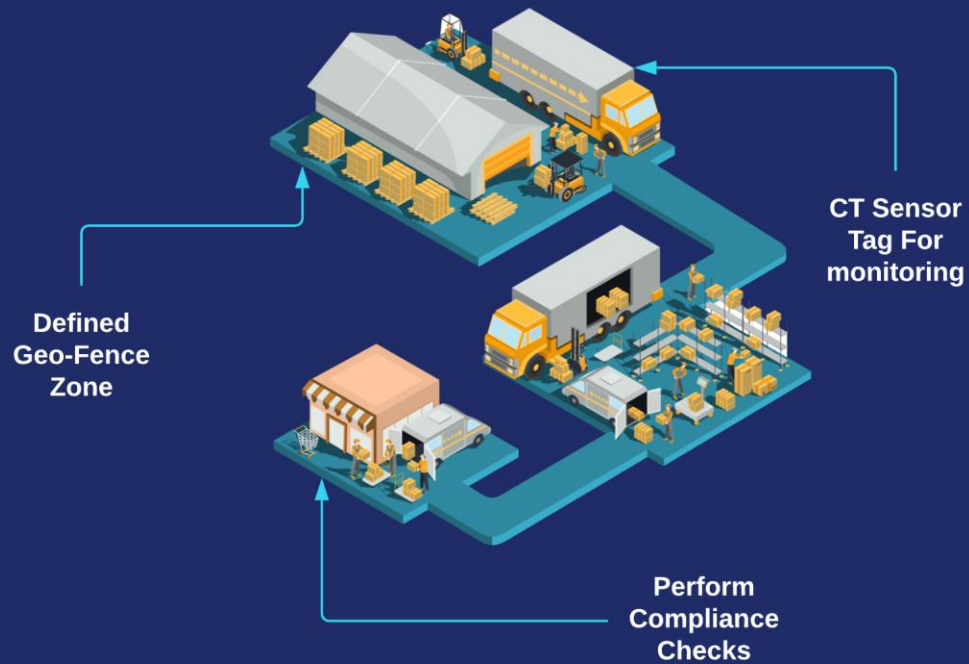 CT Sensor
Tag For
monitoring
Defined
Geo-Fence
Zone
Perform
Compliance
Checks